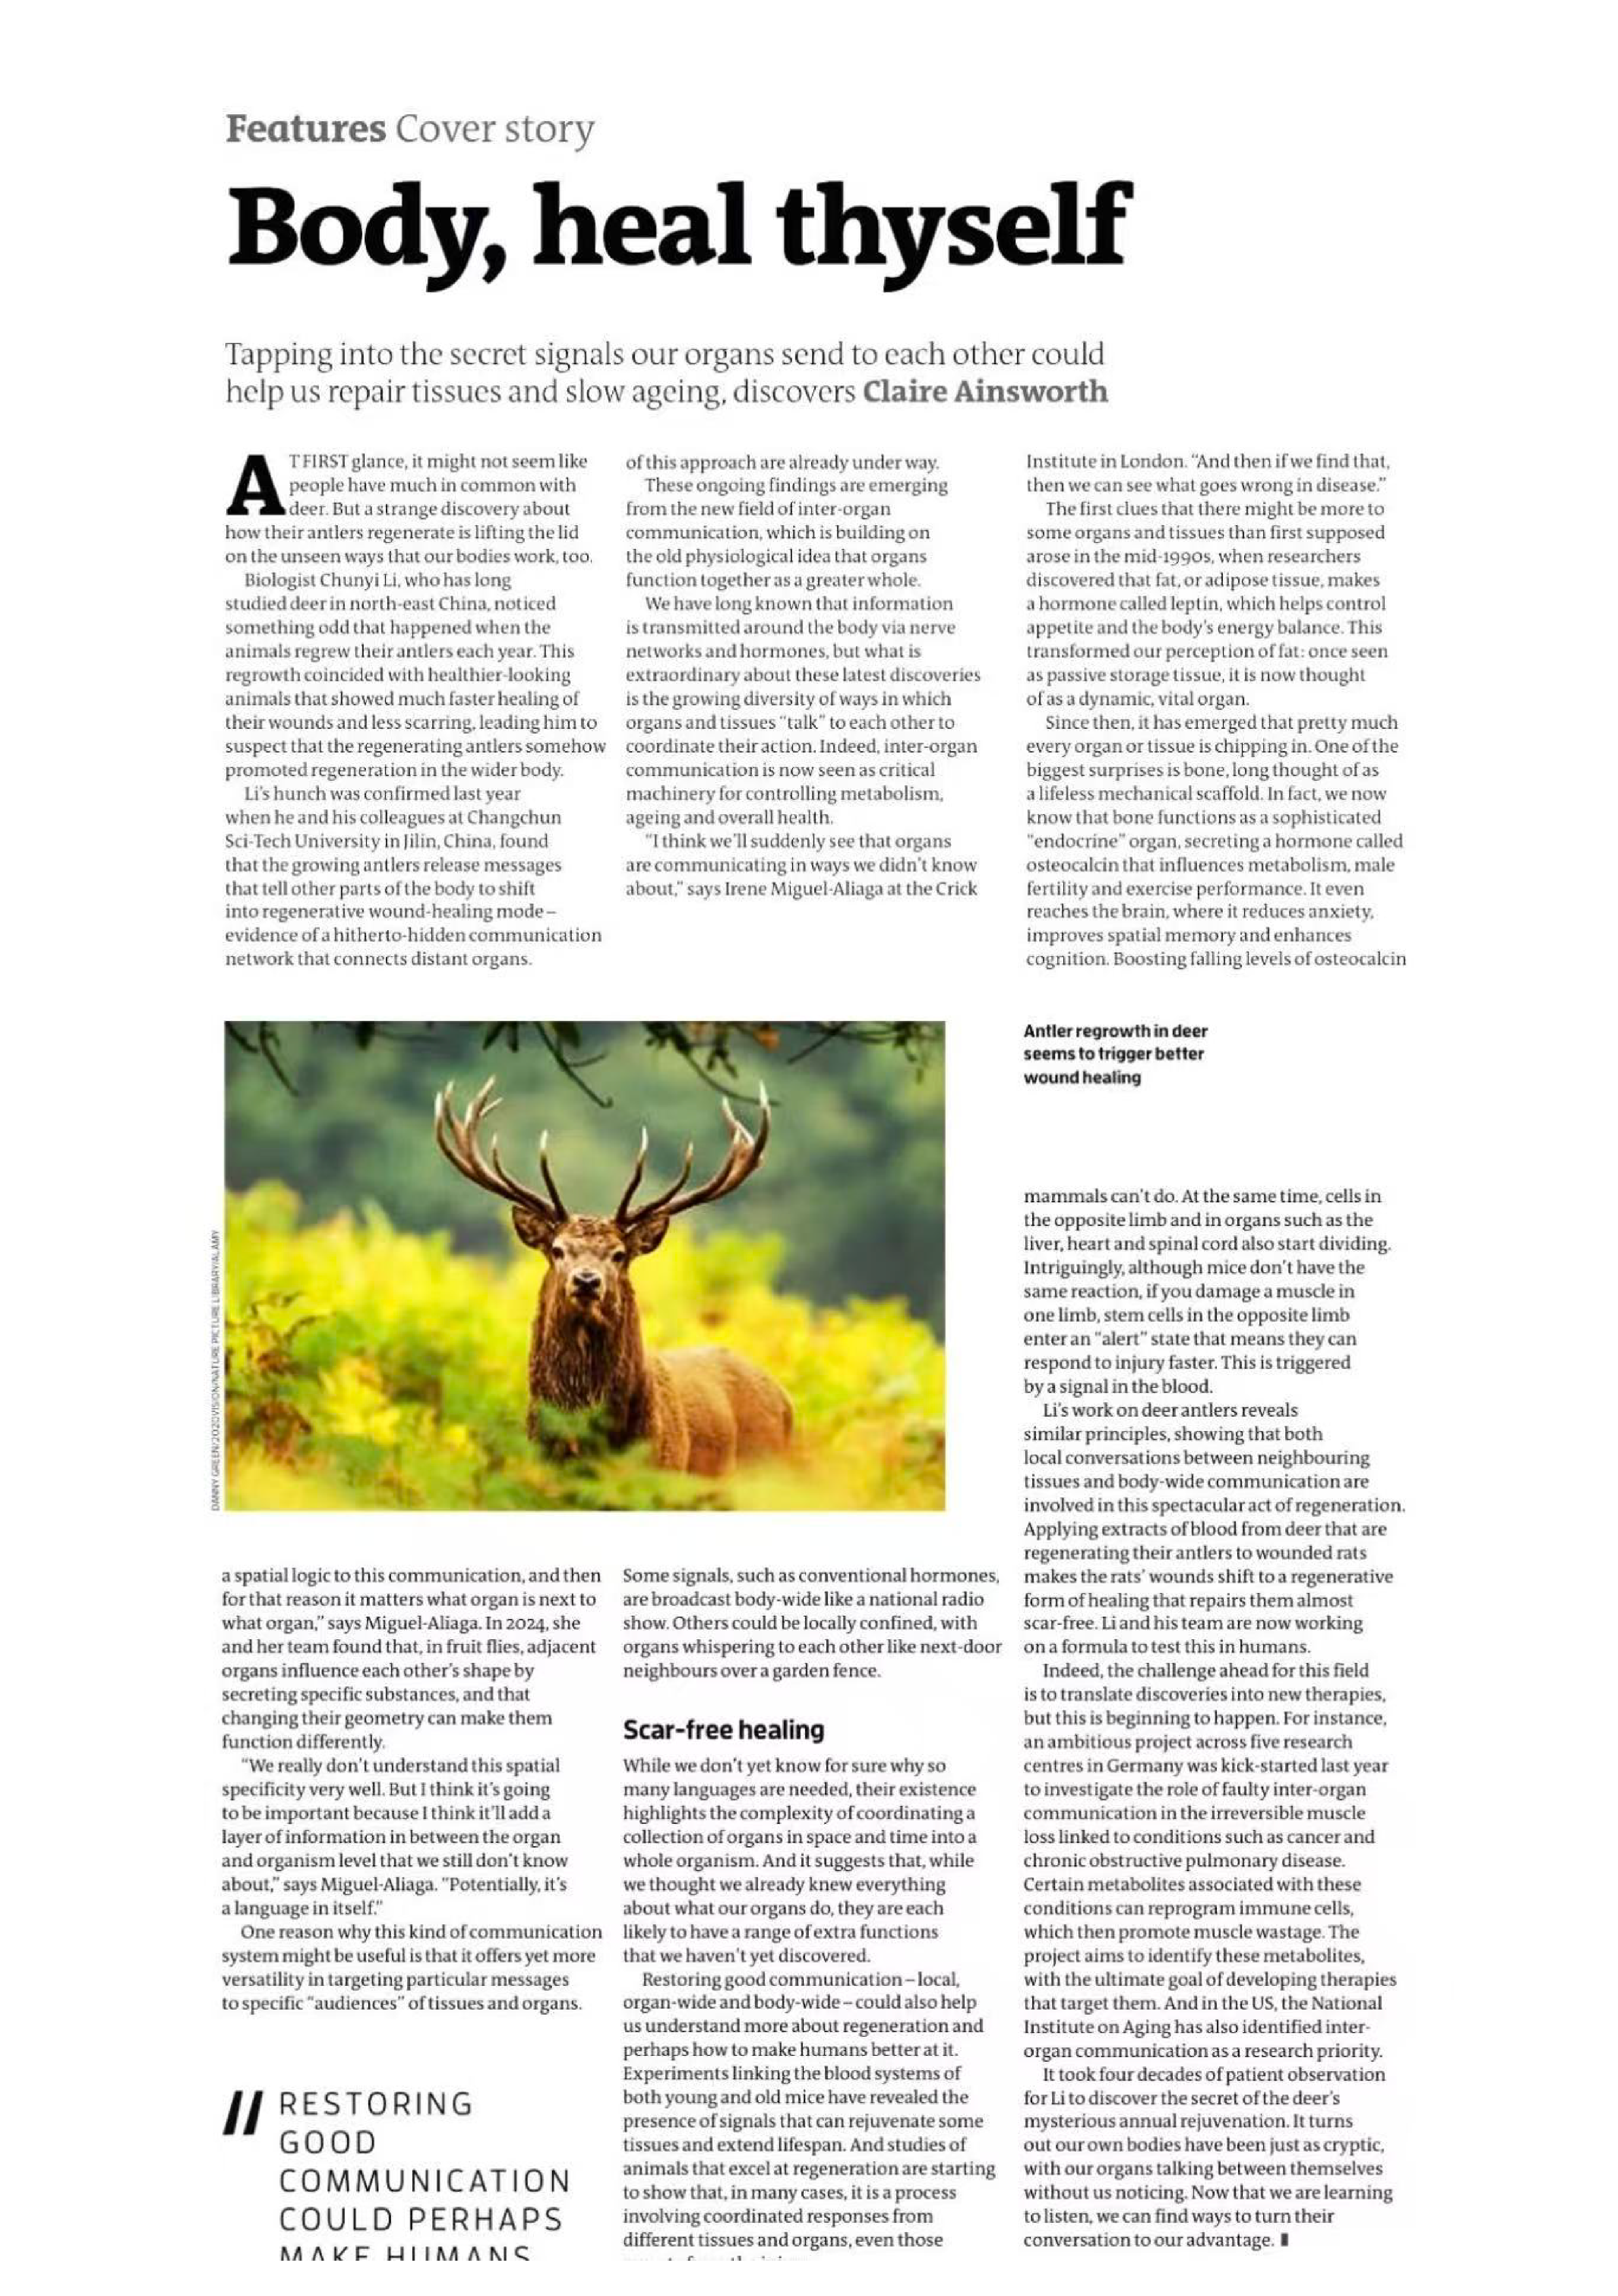 Features Cover story
Body, heal thyself
Tapping into the secret signals our organs send to each other could
help us repair tissues and slow ageing, discovers Claire Ainsworth
AT FIRST glance, it might not seem like
people have much in common with
deer. But a strange discovery about
how their antlers regenerate is lifting the lid
on the unseen ways that our bodies work, too.
Biologist Chunyi Li, who has long
studied deer in north-east China, noticed
something odd that happened when the
animals regrew their antlers each year. This
regrowth coincided with healthier-looking
animals that showed much faster healing of
their wounds and less scarring, leading him to
suspect that the regenerating antlers somehow
promoted regeneration in the wider body.
Li's hunch was confirmed last year
when he and his colleagues at Changchun
Sci-Tech University in Jilin, China, found
that the growing antlers release messages
that tell other parts of the body to shift
into regenerative wound-healing mode –
evidence of a hitherto-hidden communication
network that connects distant organs.
of this approach are already under way.
These ongoing findings are emerging
from the new field of inter-organ
communication, which is building on
the old physiological idea that organs
function together as a greater whole.
We have long known that information
is transmitted around the body via nerve
networks and hormones, but what is
extraordinary about these latest discoveries
is the growing diversity of ways in which
organs and tissues "talk" to each other to
coordinate their action. Indeed, inter-organ
communication is now seen as critical
machinery for controlling metabolism,
ageing and overall health.
"I think we'll suddenly see that organs
are communicating in ways we didn't know
about," says Irene Miguel-Aliaga at the Crick
Institute in London. "And then if we find that,
then we can see what goes wrong in disease."
The first clues that there might be more to
some organs and tissues than first supposed
arose in the mid-1990s, when researchers
discovered that fat, or adipose tissue, makes
a hormone called leptin, which helps control
appetite and the body's energy balance. This
transformed our perception of fat: once seen
as passive storage tissue, it is now thought
of as a dynamic, vital organ.
Since then, it has emerged that pretty much
every organ or tissue is chipping in. One of the
biggest surprises is bone, long thought of as
a lifeless mechanical scaffold. In fact, we now
know that bone functions as a sophisticated
"endocrine" organ, secreting a hormone called
osteocalcin that influences metabolism, male
fertility and exercise performance. It even
reaches the brain, where it reduces anxiety,
improves spatial memory and enhances
cognition. Boosting falling levels of osteocalcin
DANNY GREEN/2020VISION/NATURE PICTURE LIBRARY/ALAMY
Antler regrowth in deer
seems to trigger better
wound healing
a spatial logic to this communication, and then
for that reason it matters what organ is next to
what organ," says Miguel-Aliaga. In 2024, she
and her team found that, in fruit flies, adjacent
organs influence each other's shape by
secreting specific substances, and that
changing their geometry can make them
function differently.
"We really don't understand this spatial
specificity very well. But I think it's going
to be important because I think it'll add a
layer of information in between the organ
and organism level that we still don't know
about," says Miguel-Aliaga. "Potentially, it's
a language in itself."
One reason why this kind of communication
system might be useful is that it offers yet more
versatility in targeting particular messages
to specific "audiences" of tissues and organs.
// RESTORING
GOOD
COMMUNICATION
COULD PERHAPS
MAKE HUMANS
Some signals, such as conventional hormones,
are broadcast body-wide like a national radio
show. Others could be locally confined, with
organs whispering to each other like next-door
neighbours over a garden fence.
Scar-free healing
While we don't yet know for sure why so
many languages are needed, their existence
highlights the complexity of coordinating a
collection of organs in space and time into a
whole organism. And it suggests that, while
we thought we already knew everything
about what our organs do, they are each
likely to have a range of extra functions
that we haven't yet discovered.
Restoring good communication – local,
organ-wide and body-wide – could also help
us understand more about regeneration and
perhaps how to make humans better at it.
Experiments linking the blood systems of
both young and old mice have revealed the
presence of signals that can rejuvenate some
tissues and extend lifespan. And studies of
animals that excel at regeneration are starting
to show that, in many cases, it is a process
involving coordinated responses from
different tissues and organs, even those
mammals can't do. At the same time, cells in
the opposite limb and in organs such as the
liver, heart and spinal cord also start dividing.
Intriguingly, although mice don't have the
same reaction, if you damage a muscle in
one limb, stem cells in the opposite limb
enter an "alert" state that means they can
respond to injury faster. This is triggered
by a signal in the blood.
Li's work on deer antlers reveals
similar principles, showing that both
local conversations between neighbouring
tissues and body-wide communication are
involved in this spectacular act of regeneration.
Applying extracts of blood from deer that are
regenerating their antlers to wounded rats
makes the rats' wounds shift to a regenerative
form of healing that repairs them almost
scar-free. Li and his team are now working
on a formula to test this in humans.
Indeed, the challenge ahead for this field
is to translate discoveries into new therapies,
but this is beginning to happen. For instance,
an ambitious project across five research
centres in Germany was kick-started last year
to investigate the role of faulty inter-organ
communication in the irreversible muscle
loss linked to conditions such as cancer and
chronic obstructive pulmonary disease.
Certain metabolites associated with these
conditions can reprogram immune cells,
which then promote muscle wastage. The
project aims to identify these metabolites,
with the ultimate goal of developing therapies
that target them. And in the US, the National
Institute on Aging has also identified inter-
organ communication as a research priority.
It took four decades of patient observation
for Li to discover the secret of the deer's
mysterious annual rejuvenation. It turns
out our own bodies have been just as cryptic,
with our organs talking between themselves
without us noticing. Now that we are learning
to listen, we can find ways to turn their
conversation to our advantage.